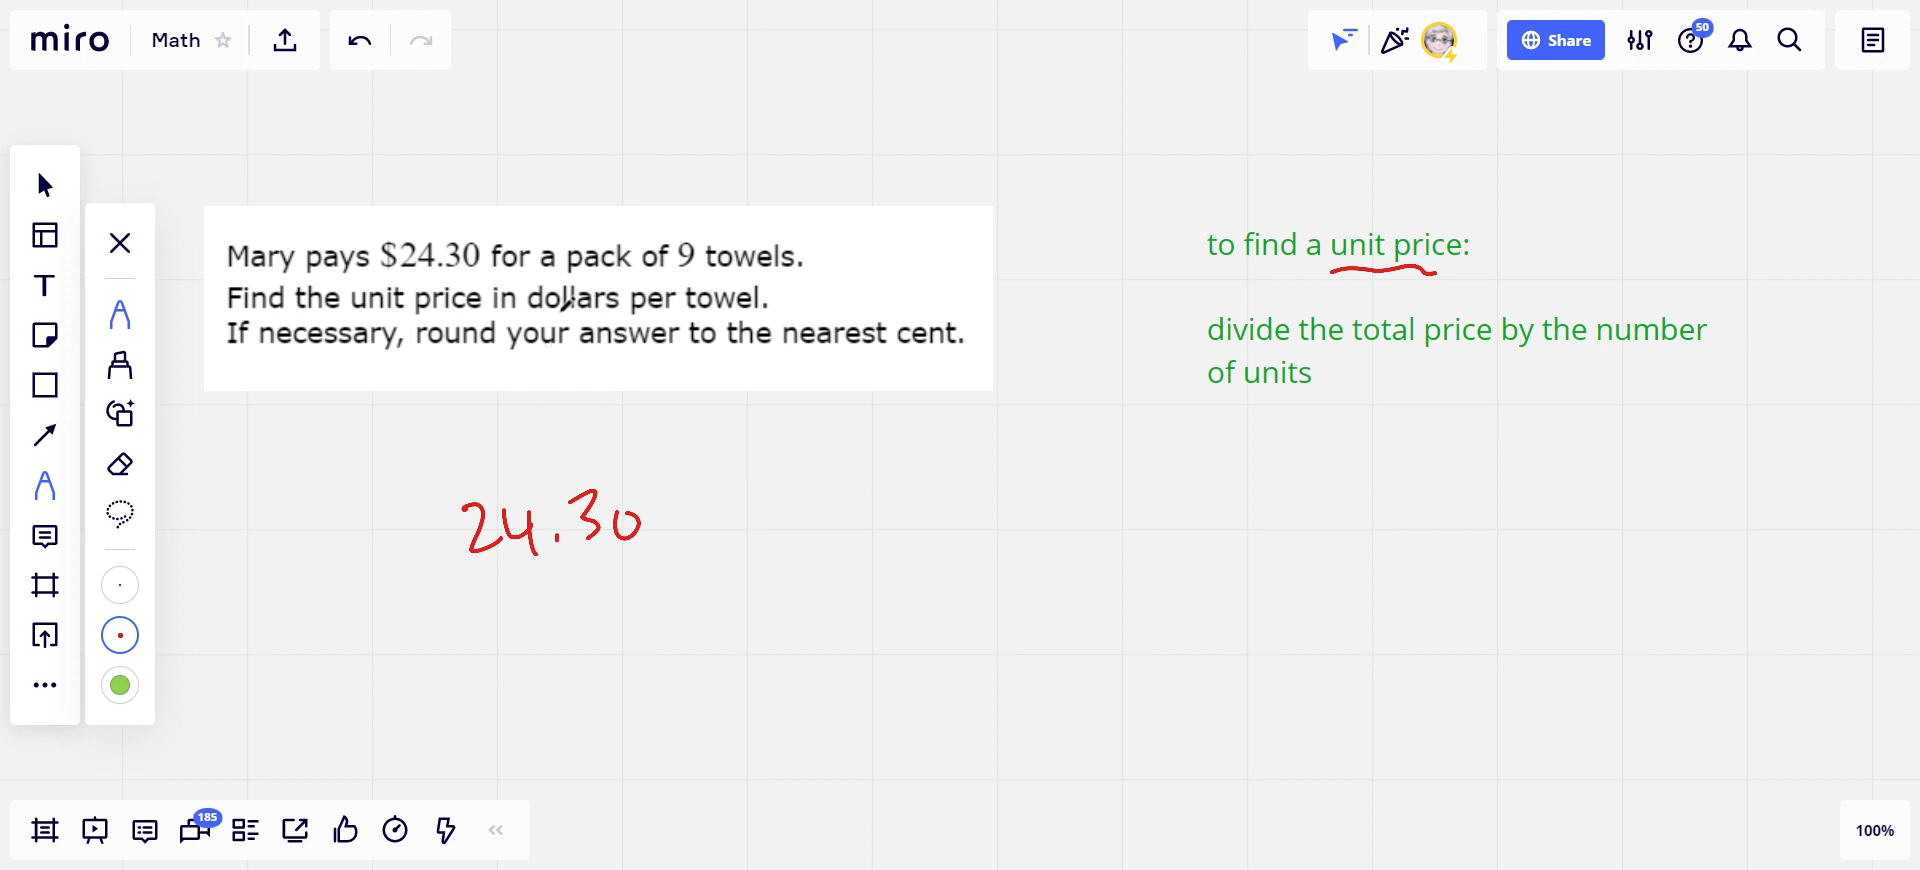 miro
Math
Share
50
Mary pays $24.30 for a pack of 9 towels.
Find the unit price in dollars per towel.
If necessary, round your answer to the nearest cent.
to find a unit price:
divide the total price by the number
of units
24.30
185
100%